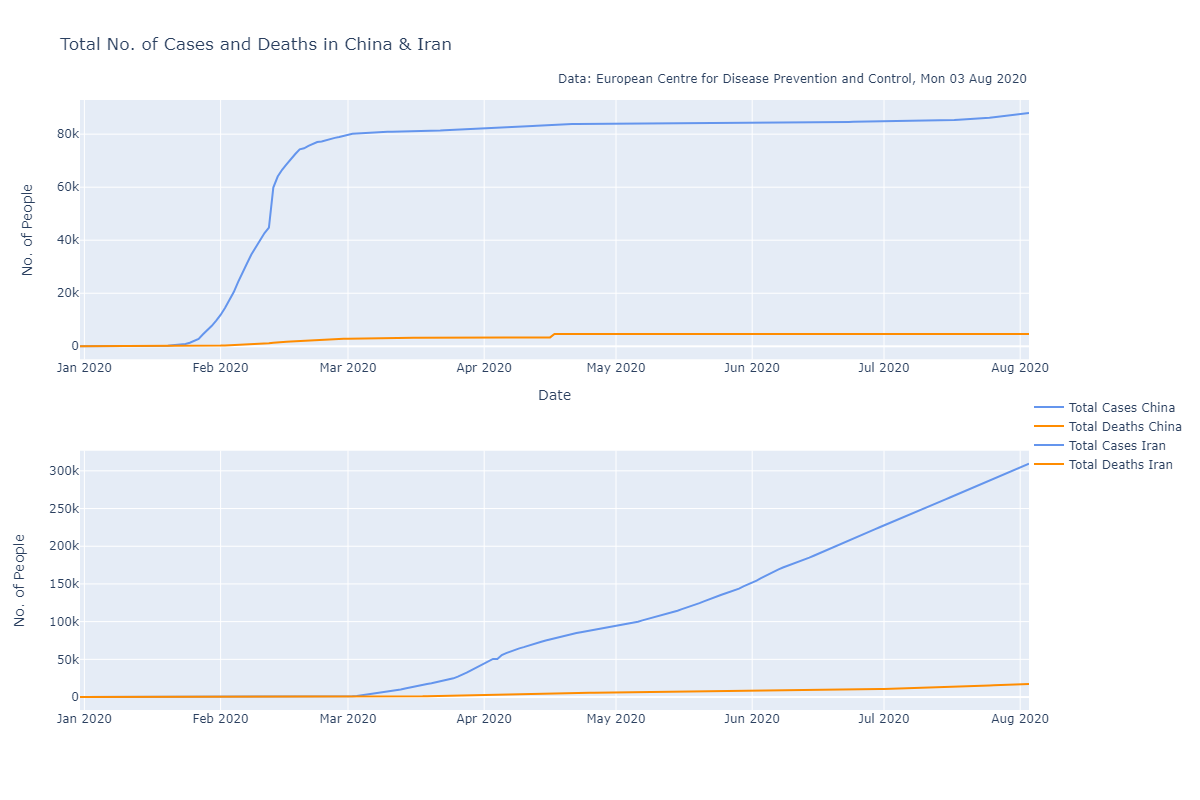 Total No. of Cases and Deaths in China & Iran
Data: European Centre for Disease Prevention and Control, Mon 03 Aug 2020
No. of People
80k
60k
40k
20k
0
Jan 2020 Feb 2020 Mar 2020 Apr 2020 May 2020 Jun 2020 Jul 2020 Aug 2020
Date
Total Cases China
Total Deaths China
Total Cases Iran
Total Deaths Iran
No. of People
300k
250k
200k
150k
100k
50k
0
Jan 2020 Feb 2020 Mar 2020 Apr 2020 May 2020 Jun 2020 Jul 2020 Aug 2020